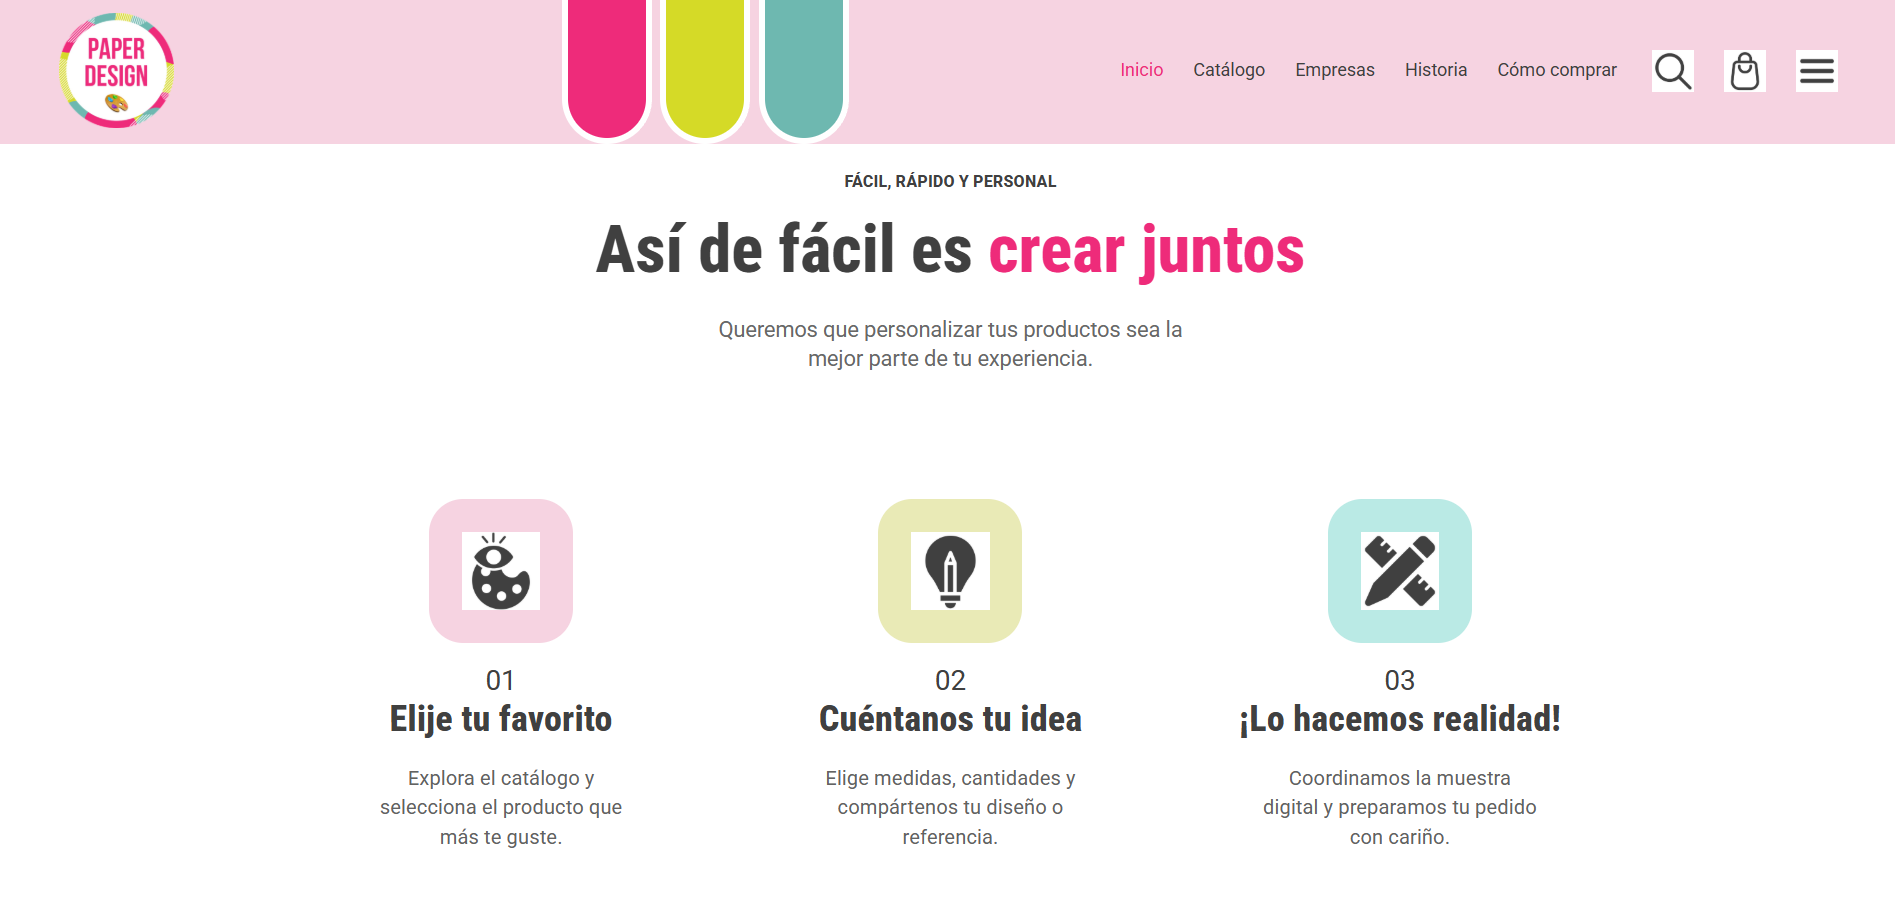 PAPER
DESIGN
Inicio
Catálogo
Empresas
Historia
Cómo comprar
FÁCIL, RÁPIDO Y PERSONAL
Así de fácil es crear juntos
Queremos que personalizar tus productos sea la
mejor parte de tu experiencia.
01
Elije tu favorito
Explora el catálogo y
selecciona el producto que
más te guste.
02
Cuéntanos tu idea
Elige medidas, cantidades y
compártenos tu diseño o
referencia.
03
¡Lo hacemos realidad!
Coordinamos la muestra
digital y preparamos tu pedido
con cariño.